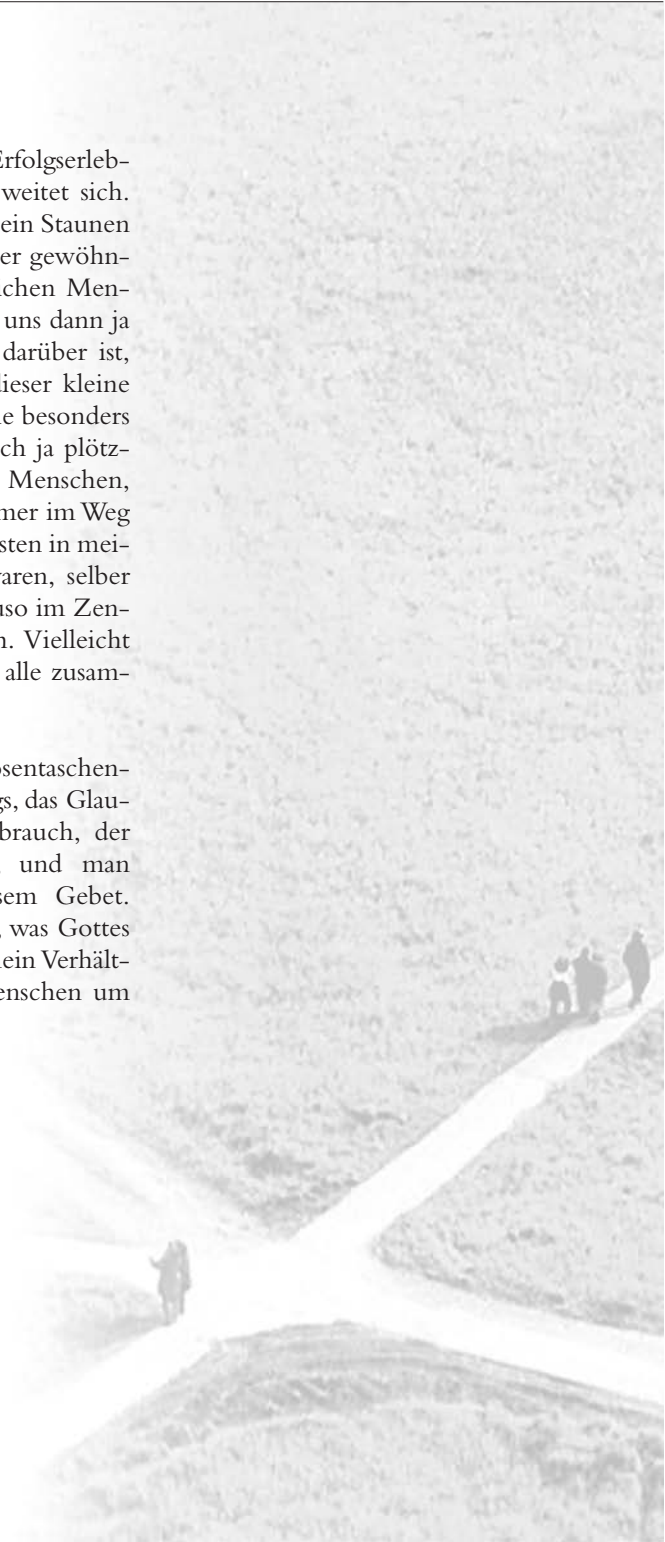 Erfolgserleb-
weitet sich.
ein Staunen
er gewöhn-
chen Men-
uns dann ja
darüber ist,
dieser kleine
e besonders
ch ja plötz-
Menschen,
mer im Weg
sten in mei-
waren, selber
uso im Zen-
n. Vielleicht
alle zusam-
osentaschen-
gs, das Glau-
brauch, der
und man
sem Gebet.
, was Gottes
ein Verhält-
enschen um